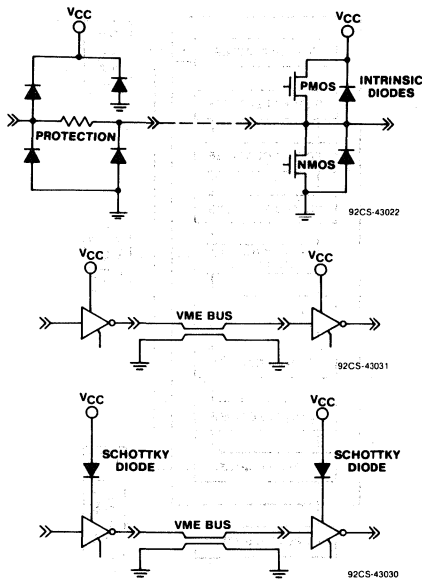 VCC
VCC
PMOS
INTRINSIC
DIODES
PROTECTION
NMOS
92CS-43022
VCC
VCC
VME BUS
92CS-43031
VCC
VCC
SCHOTTKY
DIODE
SCHOTTKY
DIODE
VME BUS
92CS-43030